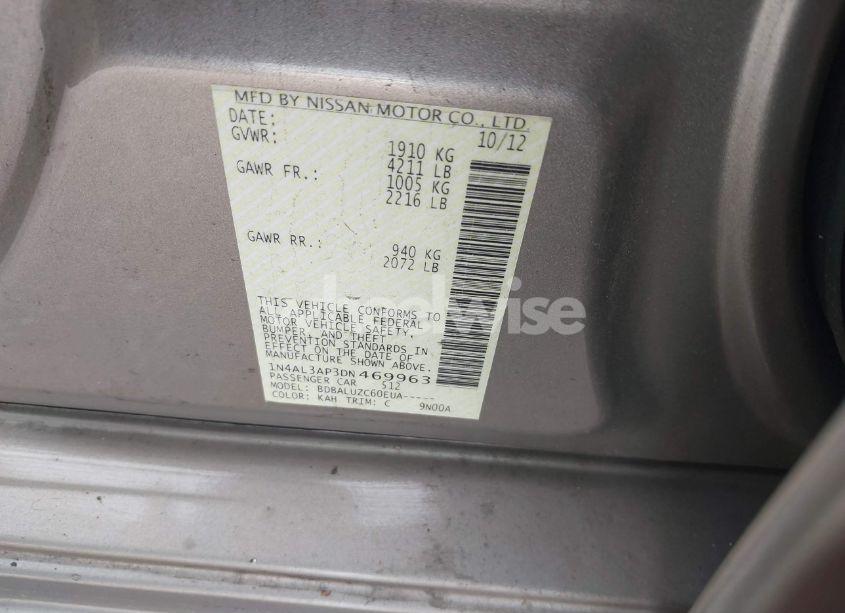 MFD BY NISSAN MOTOR CO., LTD.
DATE: 10/12
GVWR: 1910 KG
4211 LB
GAWR FR.: 1005 KG
2216 LB
GAWR RR.: 940 KG
2072 LB
THIS VEHICLE CONFORMS TO
ALL APPLICABLE FEDERAL
MOTOR VEHICLE SAFETY,
BUMPER, AND THEFT
PREVENTION STANDARDS IN
EFFECT ON THE DATE OF
MANUFACTURE SHOWN ABOVE.
1N4AL3AP3DN469963
PASSENGER CAR S12
MODEL: BDBALUZC60EUA-----
COLOR: KAH TRIM: C 9N00A